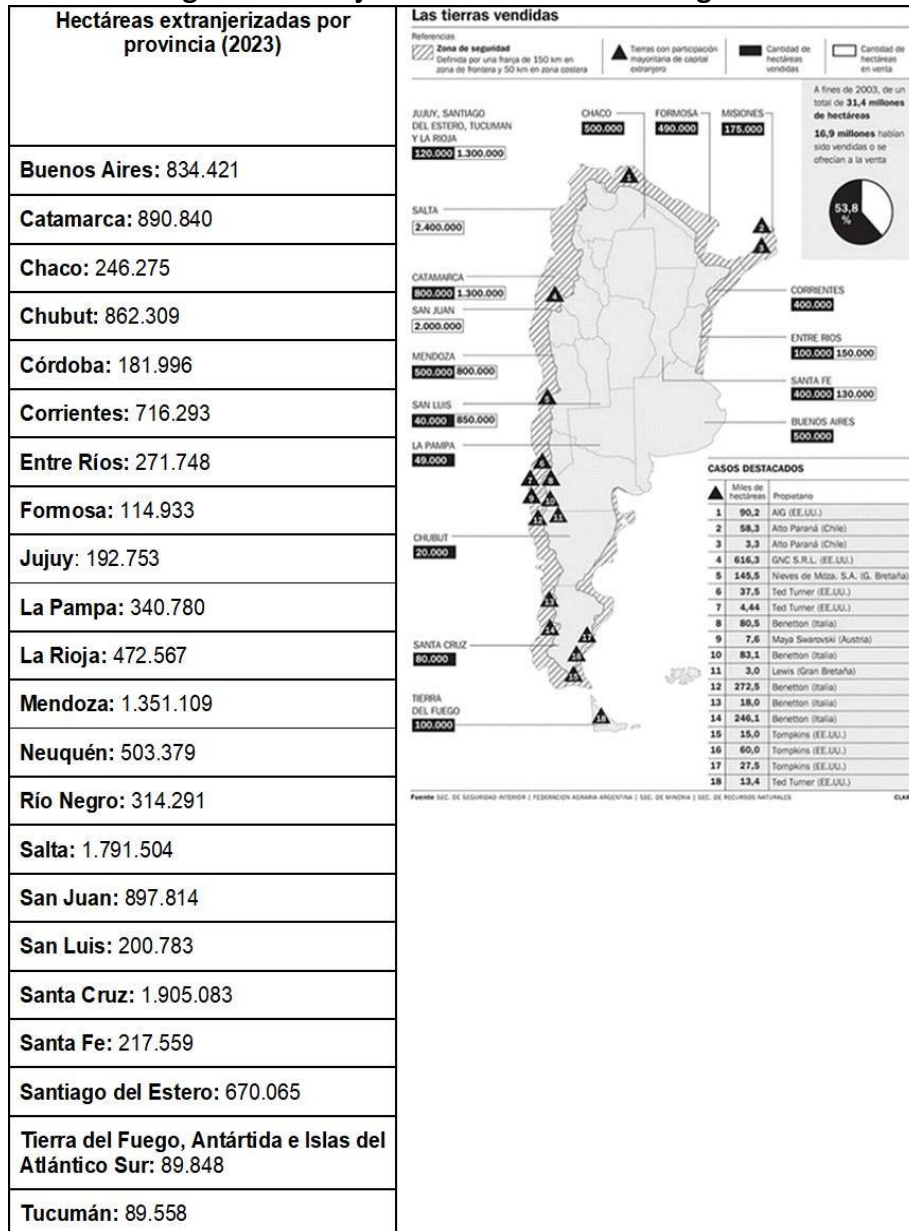 Hectáreas extranjerizadas por
provincia (2023)
Buenos Aires: 834.421
Catamarca: 890.840
Chaco: 246.275
Chubut: 862.309
Córdoba: 181.996
Corrientes: 716.293
Entre Ríos: 271.748
Formosa: 114.933
Jujuy: 192.753
La Pampa: 340.780
La Rioja: 472.567
Mendoza: 1.351.109
Neuquén: 503.379
Río Negro: 314.291
Salta: 1.791.504
San Juan: 897.814
San Luis: 200.783
Santa Cruz: 1.905.083
Santa Fe: 217.559
Santiago del Estero: 670.065
Tierra del Fuego, Antártida e Islas del
Atlántico Sur: 89.848
Tucumán: 89.558
Las tierras vendidas
Referencias
Zona de seguridad
Definida por una franja de 150 km en
zona de frontera y 50 km en zona costera
Tierras con participación
mayoritaria de capital
extranjero
Cantidad de
hectáreas
vendidas
Cantidad de
hectáreas
en venta
A fines de 2003, de un
total de 31,4 millones
de hectáreas
16,9 millones habían
sido vendidas o se
ofrecían a la venta
53,8
%
JUJUY, SANTIAGO
DEL ESTERO, TUCUMAN
Y LA RIOJA
120.000 1.300.000
CHACO
500.000
FORMOSA
490.000
MISIONES
175.000
SALTA
2.400.000
CATAMARCA
800.000 1.300.000
SAN JUAN
2.000.000
MENDOZA
500.000 800.000
SAN LUIS
40.000 850.000
LA PAMPA
49.000
CHUBUT
20.000
SANTA CRUZ
80.000
TIERRA
DEL FUEGO
100.000
CORRIENTES
400.000
ENTRE RIOS
100.000 150.000
SANTA FE
400.000 130.000
BUENOS AIRES
500.000
1
2
3
4
5
6
7 8
9 10
12 11
13
14
17
16
15
18
CASOS DESTACADOS
Miles de
hectáreas Propietario
1 90,2 AIG (EE.UU.)
2 58,3 Alto Paraná (Chile)
3 3,3 Alto Paraná (Chile)
4 616,3 GNC S.R.L. (EE.UU.)
5 145,5 Nieves de Mdza. S.A. (G. Bretaña)
6 37,5 Ted Turner (EE.UU.)
7 4,44 Ted Turner (EE.UU.)
8 80,5 Benetton (Italia)
9 7,6 Maya Swarovski (Austria)
10 83,1 Benetton (Italia)
11 3,0 Lewis (Gran Bretaña)
12 272,5 Benetton (Italia)
13 18,0 Benetton (Italia)
14 246,1 Benetton (Italia)
15 15,0 Tompkins (EE.UU.)
16 60,0 Tompkins (EE.UU.)
17 27,5 Tompkins (EE.UU.)
18 13,4 Ted Turner (EE.UU.)
Fuente SEC. DE SEGURIDAD INTERIOR | FEDERACION AGRARIA ARGENTINA | SEC. DE MINERIA | SEC. DE RECURSOS NATURALES